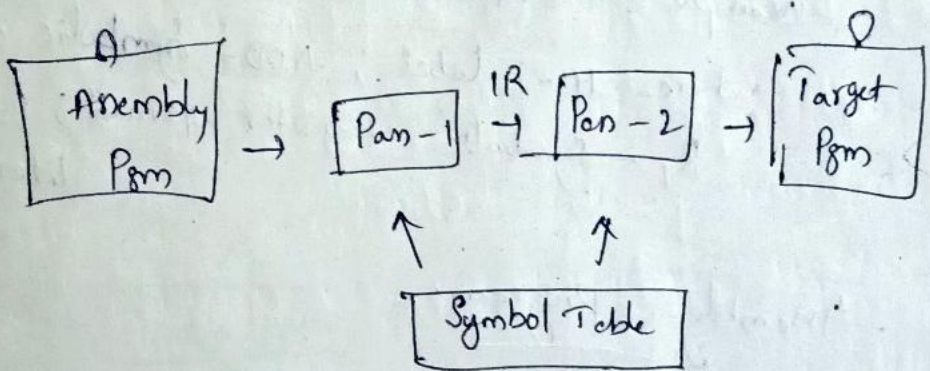 Assembly
Pgm
→
Pass-1
IR
→
Pass-2
→
Target
Pgm
Symbol Table